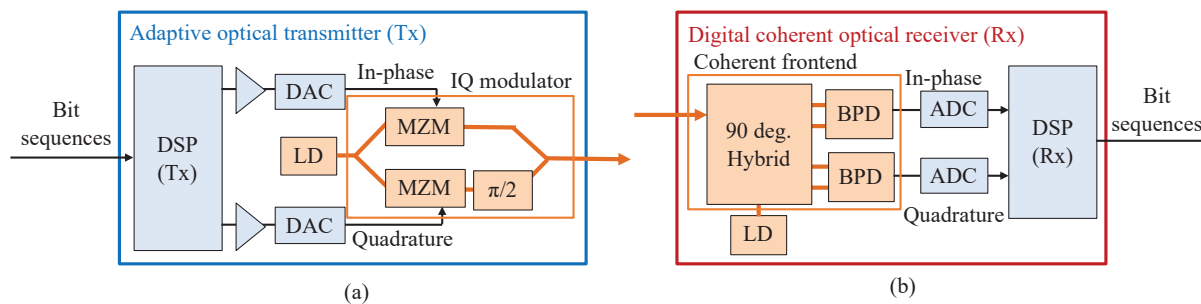 Adaptive optical transmitter (Tx)
Bit
sequences
DSP
(Tx)
DAC
In-phase
IQ modulator
MZM
LD
MZM
π/2
DAC
Quadrature
(a)
Digital coherent optical receiver (Rx)
Coherent frontend
In-phase
90 deg.
Hybrid
BPD
ADC
BPD
ADC
Quadrature
LD
DSP
(Rx)
Bit
sequences
(b)